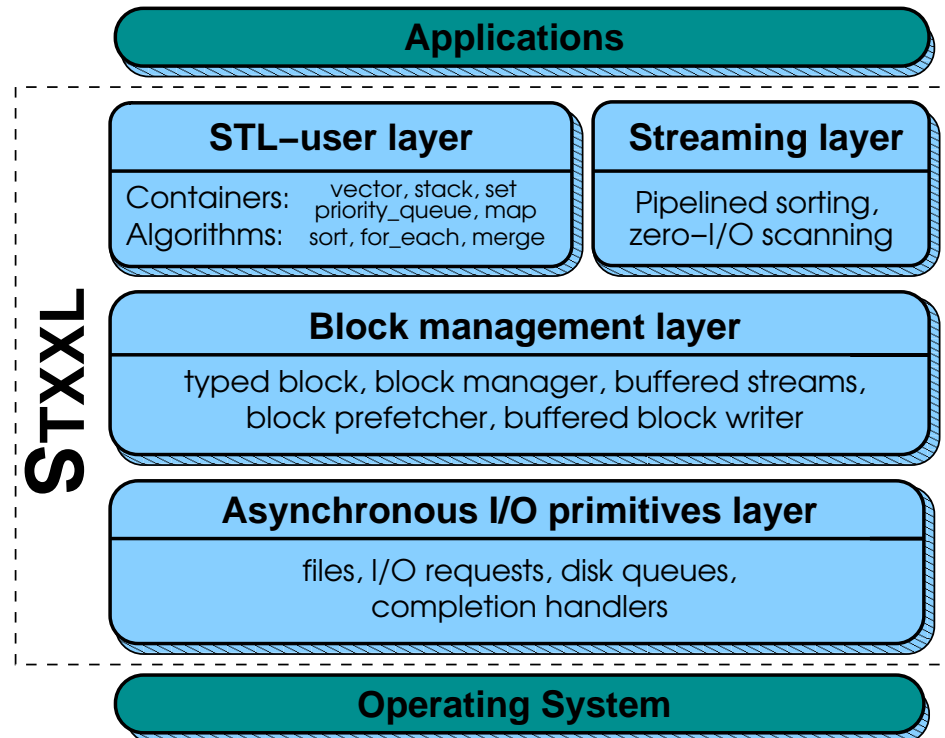 Applications
STXXL
STL–user layer
Containers: vector, stack, set
priority_queue, map
Algorithms: sort, for_each, merge
Streaming layer
Pipelined sorting,
zero–I/O scanning
Block management layer
typed block, block manager, buffered streams,
block prefetcher, buffered block writer
Asynchronous I/O primitives layer
files, I/O requests, disk queues,
completion handlers
Operating System